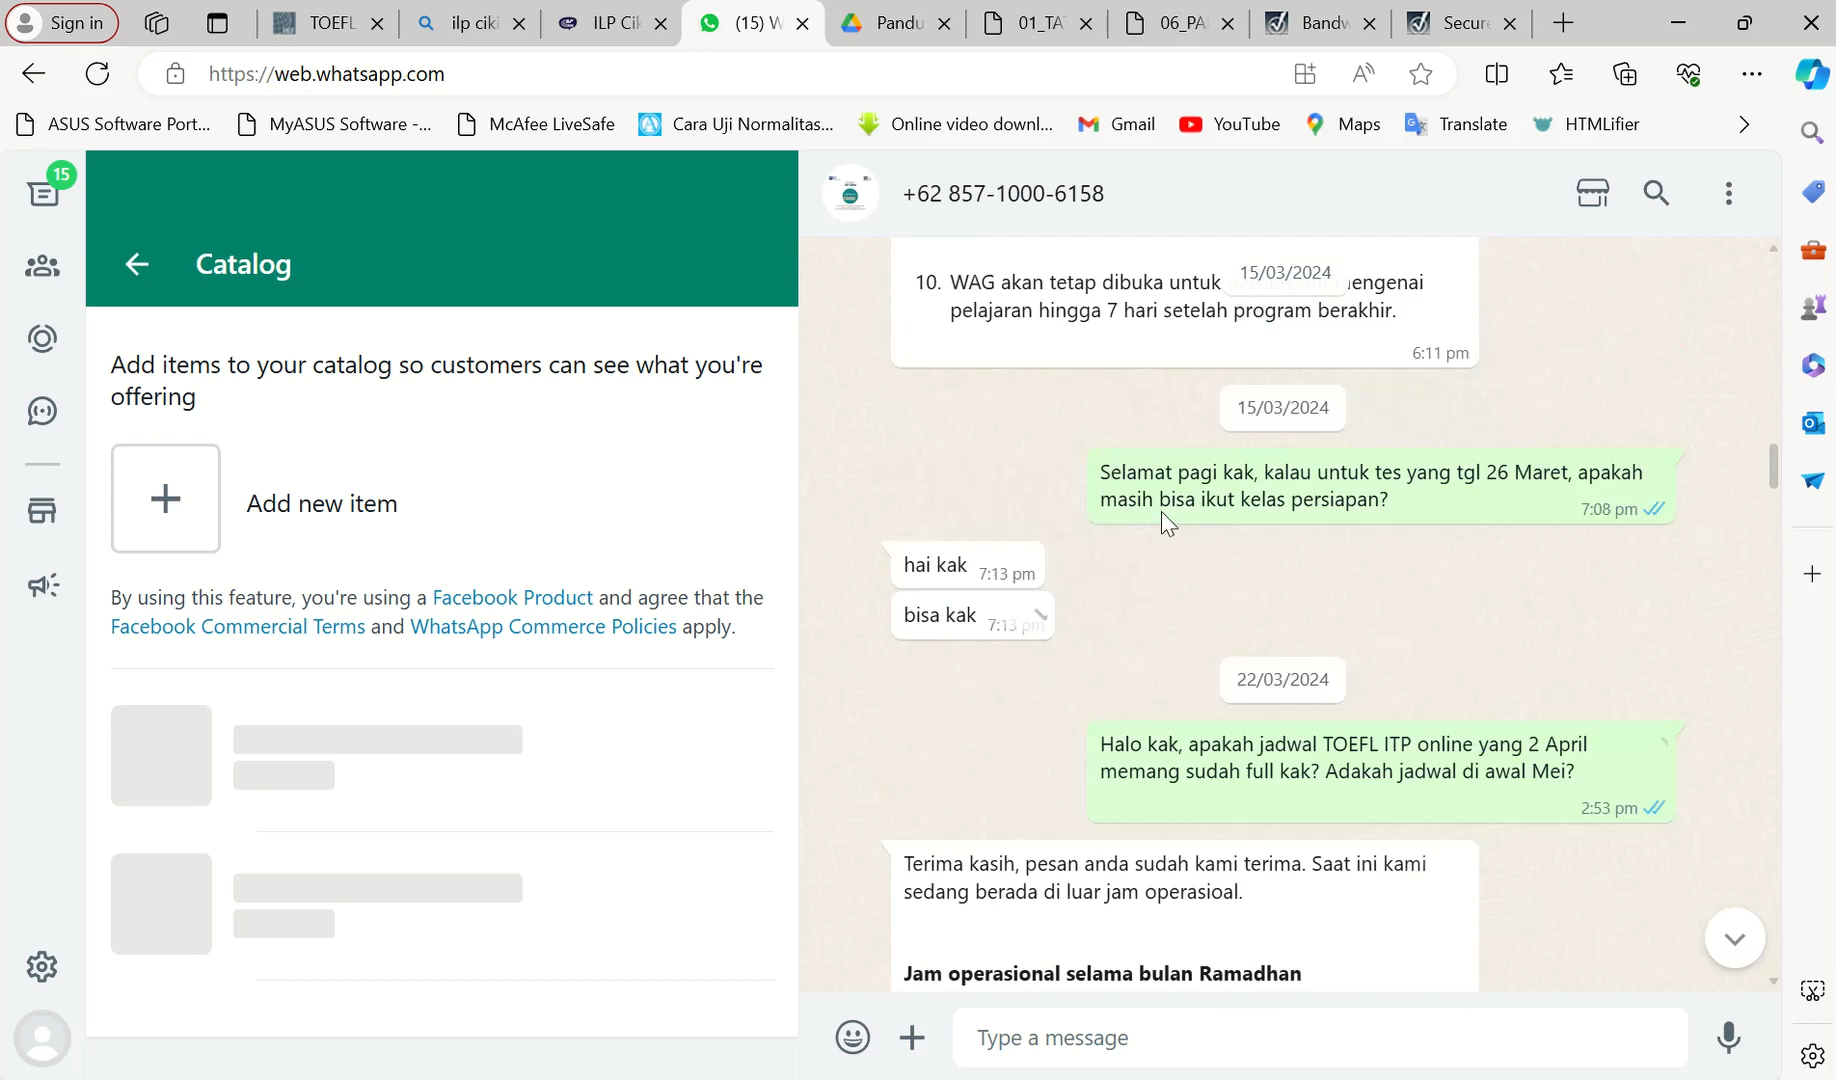 Sign in
TOEFL
ilp ciki
ILP Cik
(15) W
Pandu
01_TA
06_PA
Bandw
Secure
https://web.whatsapp.com
ASUS Software Port...
MyASUS Software -...
McAfee LiveSafe
Cara Uji Normalitas...
Online video downl...
Gmail
YouTube
Maps
Translate
HTMLifier
15
Catalog
Add items to your catalog so customers can see what you're
offering
Add new item
By using this feature, you're using a Facebook Product and agree that the
Facebook Commercial Terms and WhatsApp Commerce Policies apply.
+62 857-1000-6158
15/03/2024
10. WAG akan tetap dibuka untuk mengenai
pelajaran hingga 7 hari setelah program berakhir.
6:11 pm
15/03/2024
Selamat pagi kak, kalau untuk tes yang tgl 26 Maret, apakah
masih bisa ikut kelas persiapan?
7:08 pm
hai kak 7:13 pm
bisa kak 7:13 pm
22/03/2024
Halo kak, apakah jadwal TOEFL ITP online yang 2 April
memang sudah full kak? Adakah jadwal di awal Mei?
2:53 pm
Terima kasih, pesan anda sudah kami terima. Saat ini kami
sedang berada di luar jam operasioal.
Jam operasional selama bulan Ramadhan
Type a message